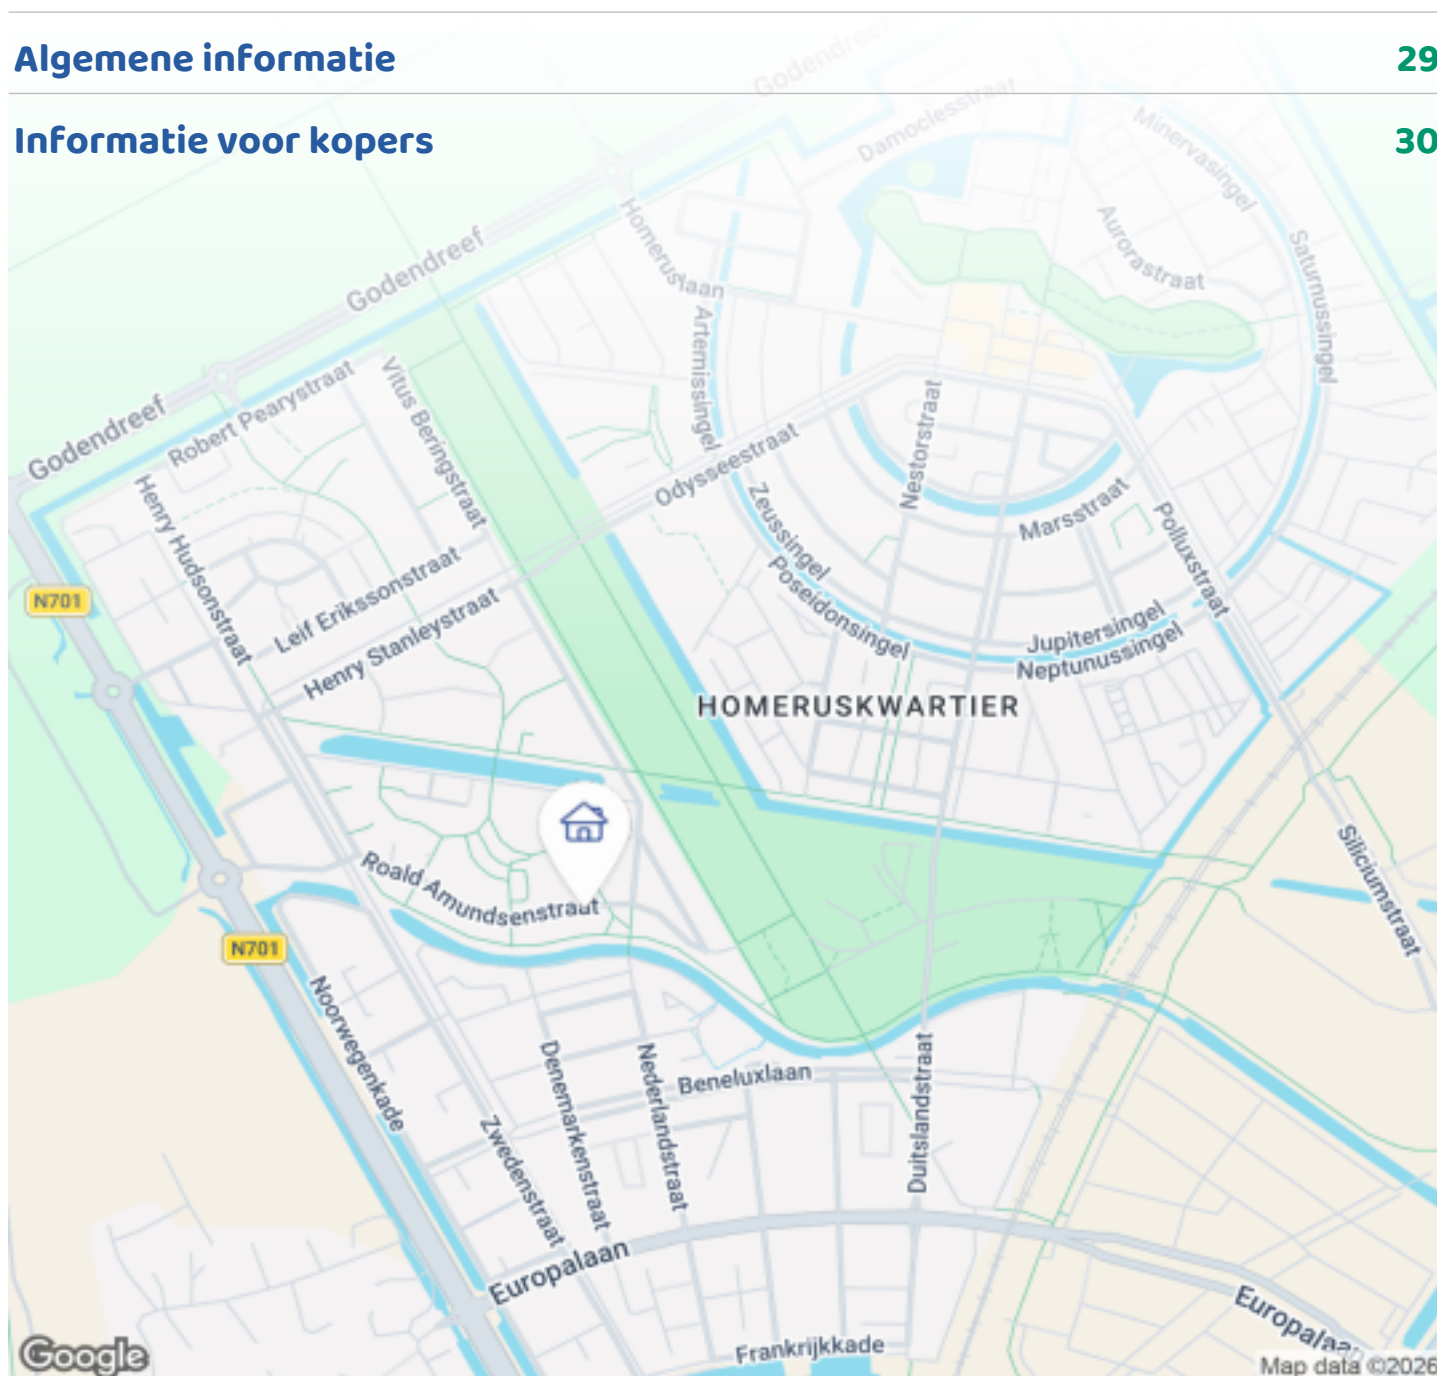 Algemene informatie 29
Informatie voor kopers 30
Godendreef
Damoclesstraat
Minervasingel
Homeruslaan
Aurorastraat
Saturnussingel
Godendreef
Artemissingel
Vitus Beringstraat
Robert Pearystraat
Godendreef
Nestorstraat
Odysseestraat
Henry Hudsonstraat
Zeussingel
Marsstraat
Polluxstraat
Leif Erikssonstraat
Poseidonsingel
N701
Henry Stanleystraat
Jupitersingel
Neptunussingel
HOMERUSKWARTIER
Siliciumstraat
Roald Amundsenstraat
N701
Noorwegenkade
Denemarkenstraat
Nederlandstraat
Beneluxlaan
Duitslandstraat
Zwedenstraat
Europalaan
Europalaa
Frankrijkkade
Google
Map data ©2026